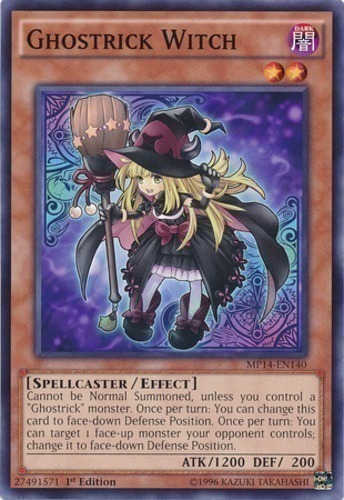 GHOSTRICK WITCH
DARK
闇
MP14-EN140
[SPELLCASTER / EFFECT]
Cannot be Normal Summoned, unless you control a
"Ghostrick" monster. Once per turn: You can change
this card to face-down Defense Position. Once per turn: You
can target 1 face-up monster your opponent controls;
change it to face-down Defense Position.
ATK/1200 DEF/ 200
27491571 1st Edition ©1996 KAZUKI TAKAHASHI